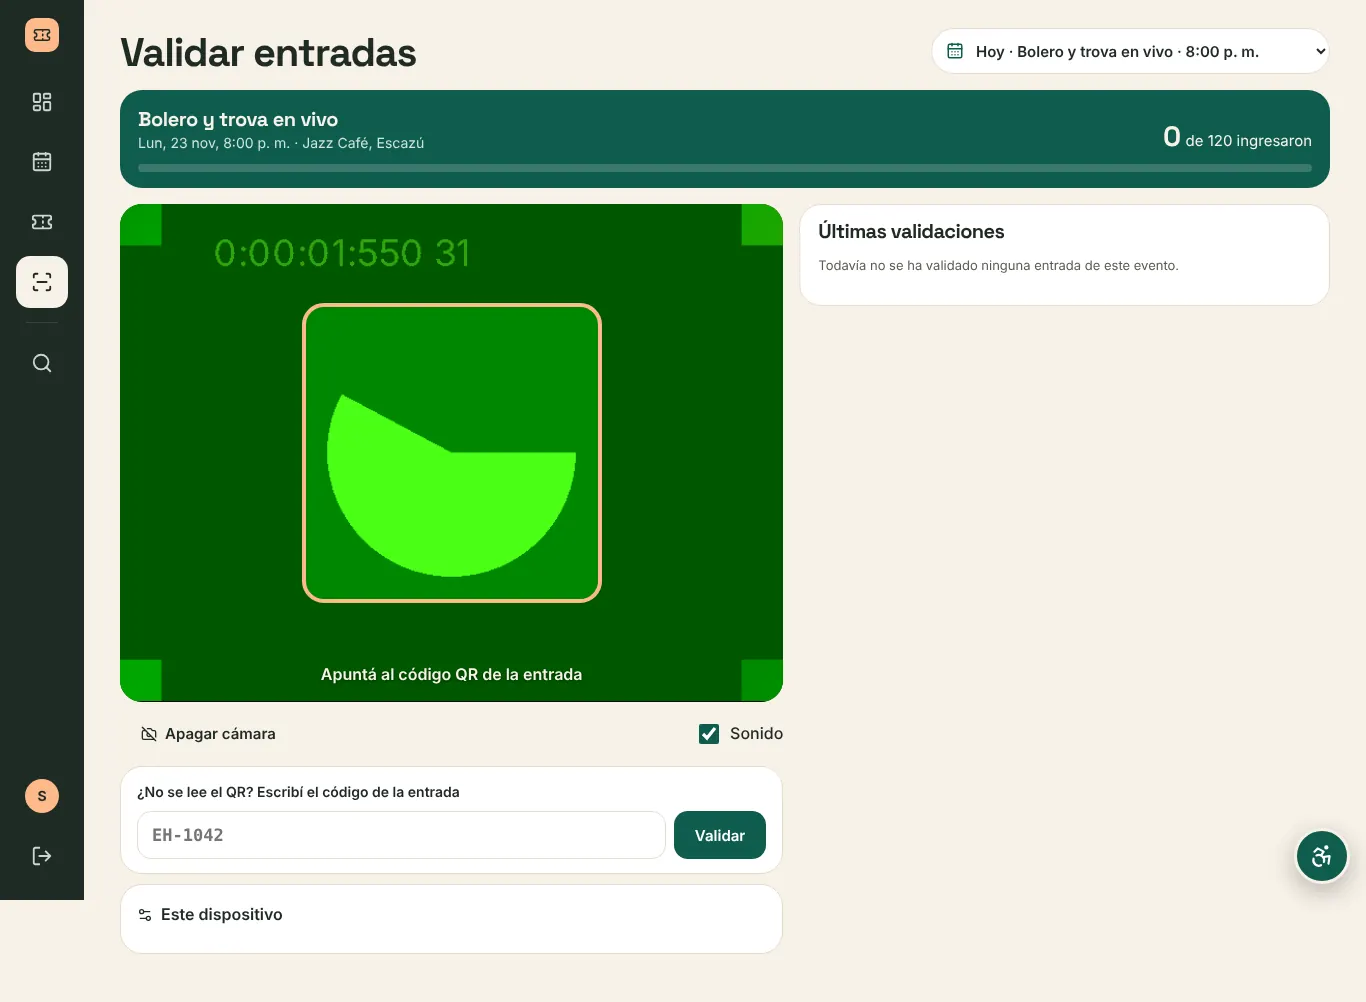 Validar entradas
Hoy · Bolero y trova en vivo · 8:00 p. m.
Bolero y trova en vivo
Lun, 23 nov, 8:00 p. m. · Jazz Café, Escazú
0 de 120 ingresaron
0:00:01:550 31
Apuntá al código QR de la entrada
Apagar cámara
Sonido
¿No se lee el QR? Escribí el código de la entrada
EH-1042
Validar
Este dispositivo
Últimas validaciones
Todavía no se ha validado ninguna entrada de este evento.
S